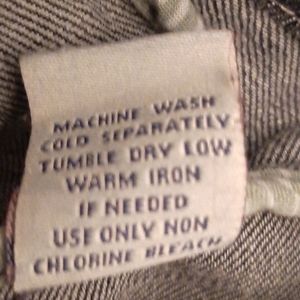 MACHINE WASH
COLD SEPARATELY
TUMBLE DRY LOW
WARM IRON
IF NEEDED
USE ONLY NON
CHLORINE BLEACH